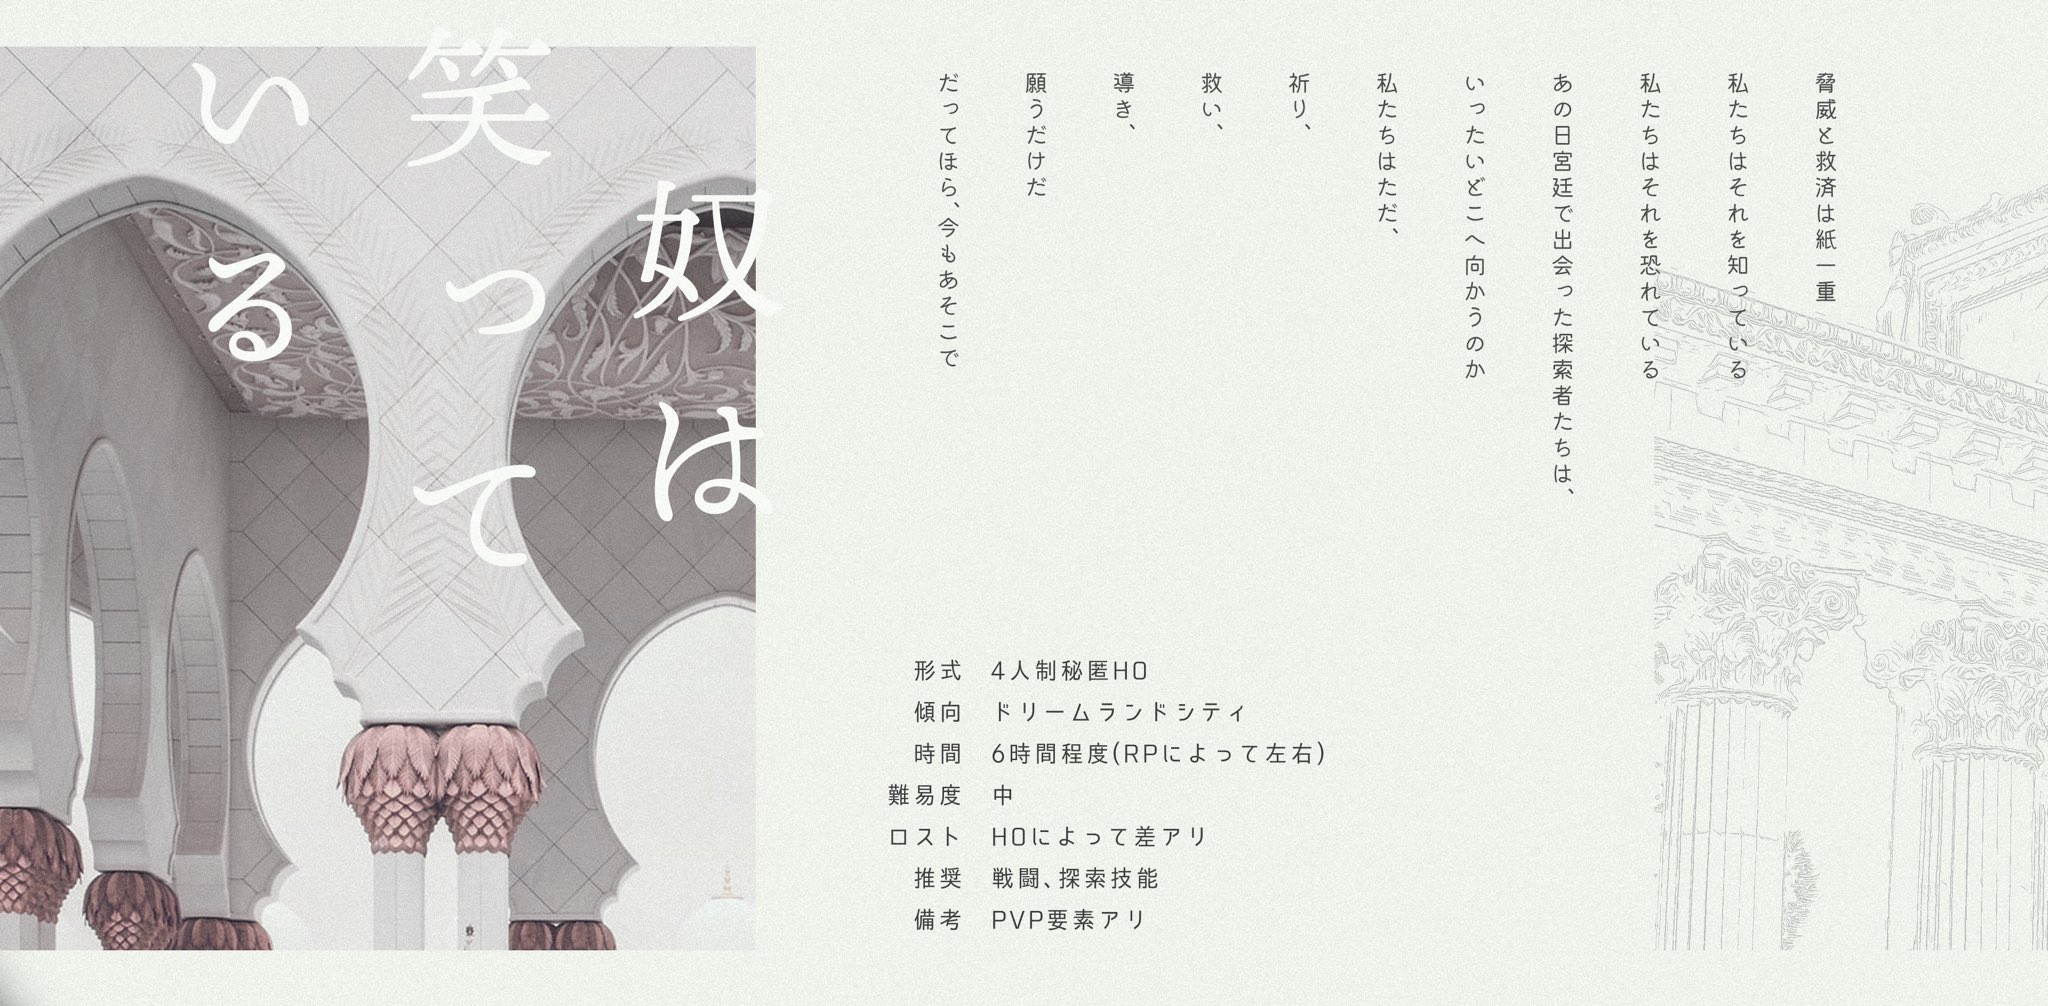 脅威と救済は紙一重
私たちはそれを知っている
私たちはそれを恐れている
あの日宮廷で出会った探索者たちは、
いったいどこへ向かうのか
私たちはただ、
祈り、
救い、
導き、
願うだけだ
だってほら、今もあそこで
奴は
笑って
いる
形式 4人制秘匿HO
傾向 ドリームランドシティ
時間 6時間程度(RPによって左右)
難易度 中
ロスト HOによって差アリ
推奨 戦闘、探索技能
備考 PVP要素アリ